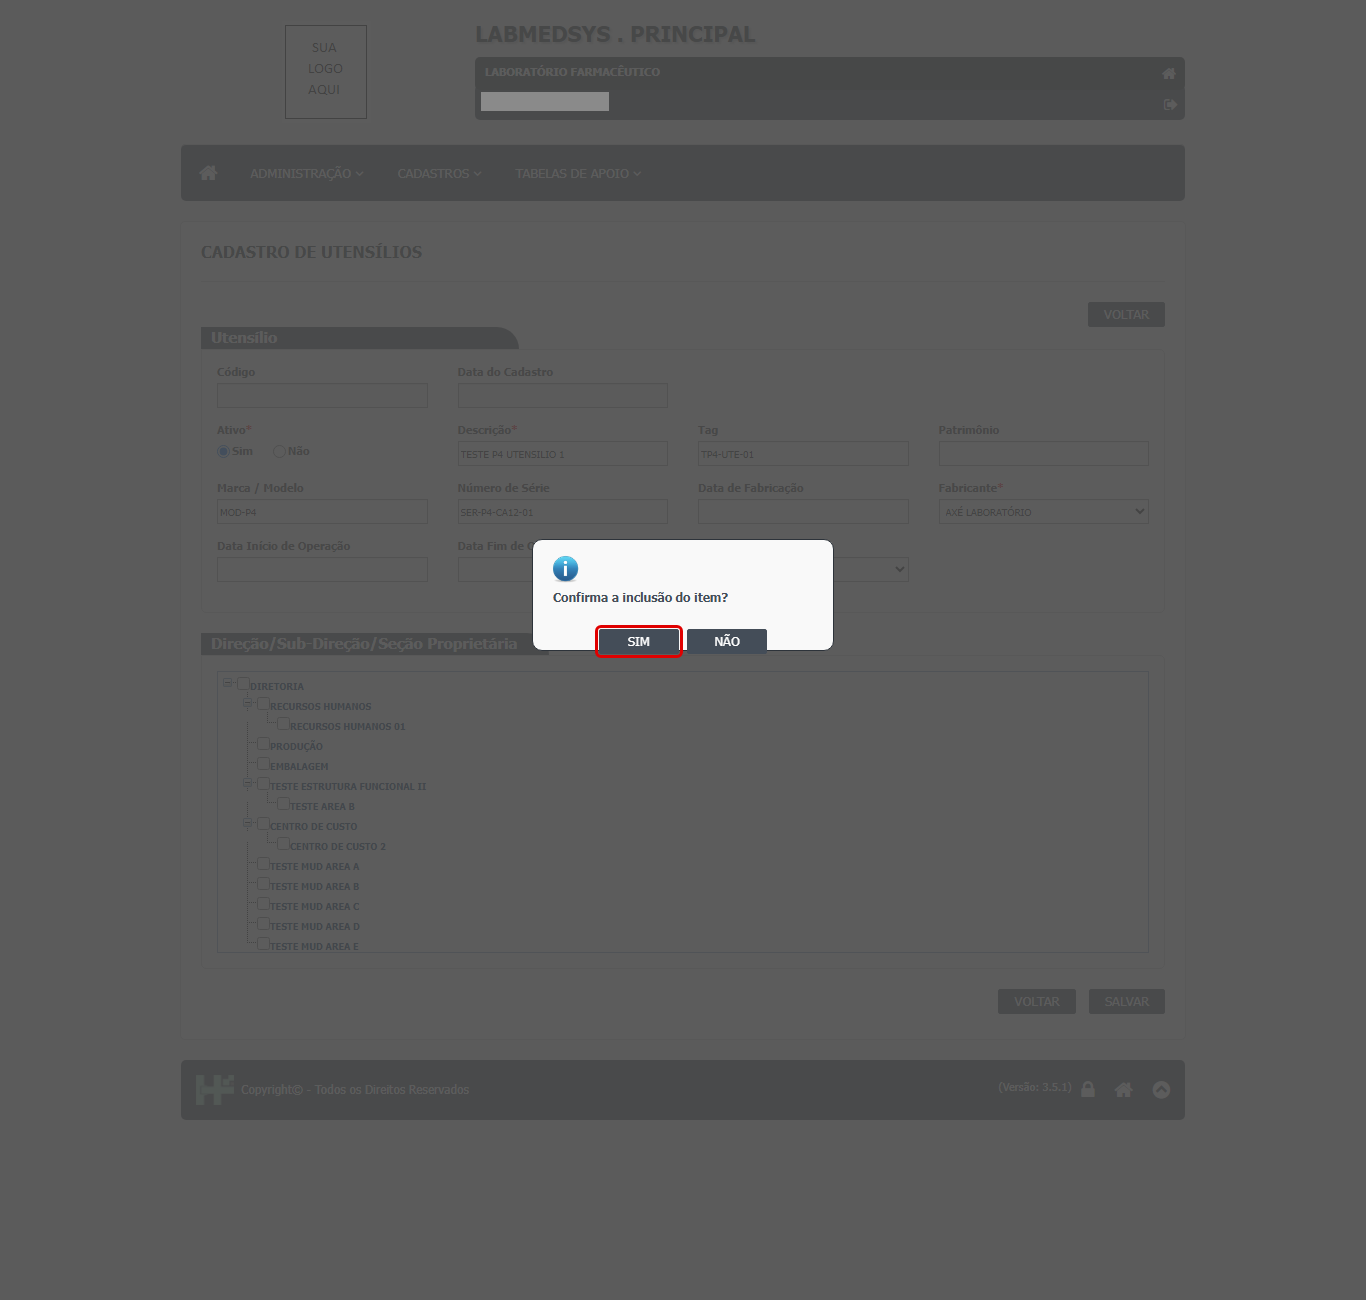 SUA
LOGO
AQUI
LABMEDSYS . PRINCIPAL
LABORATÓRIO FARMACÊUTICO
ADMINISTRAÇÃO CADASTROS TABELAS DE APOIO
CADASTRO DE UTENSÍLIOS
VOLTAR
Utensílio
Código Data do Cadastro
Ativo* Descrição* Tag Patrimônio
Sim Não TESTE P4 UTENSILIO 1 TP4-UTE-01
Marca / Modelo Número de Série Data de Fabricação Fabricante*
MOD-P4 SER-P4-CA12-01 AXÉ LABORATÓRIO
Data Início de Operação Data Fim de
Confirma a inclusão do item?
SIM NÃO
Direção/Sub-Direção/Seção Proprietária
DIRETORIA
RECURSOS HUMANOS
RECURSOS HUMANOS 01
PRODUÇÃO
EMBALAGEM
TESTE ESTRUTURA FUNCIONAL II
TESTE AREA B
CENTRO DE CUSTO
CENTRO DE CUSTO 2
TESTE MUD AREA A
TESTE MUD AREA B
TESTE MUD AREA C
TESTE MUD AREA D
TESTE MUD AREA E
VOLTAR SALVAR
Copyright© - Todos os Direitos Reservados (Versão: 3.5.1)